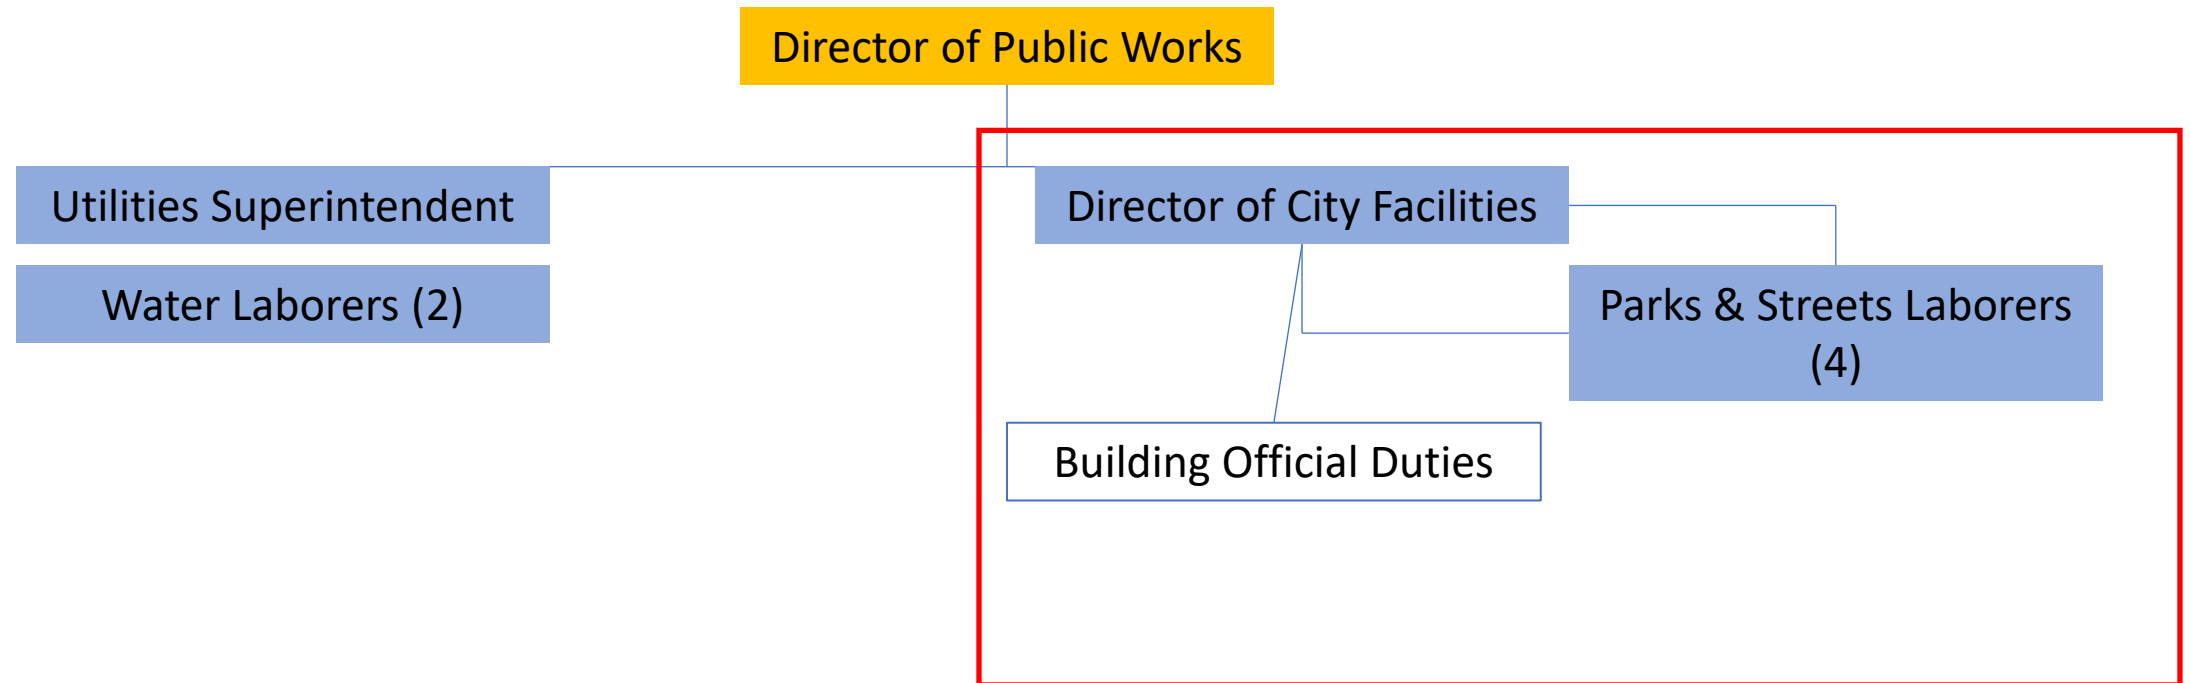 Director of Public Works
Utilities Superintendent
Director of City Facilities
Water Laborers (2)
Parks & Streets Laborers
(4)
Building Official Duties